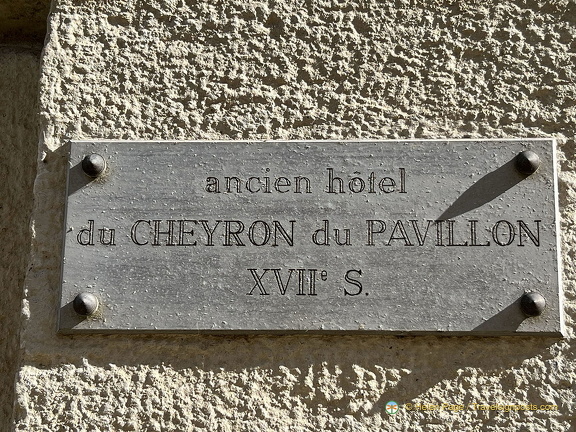 ancien hôtel
du CHEYRON du PAVILLON
XVIIe S.